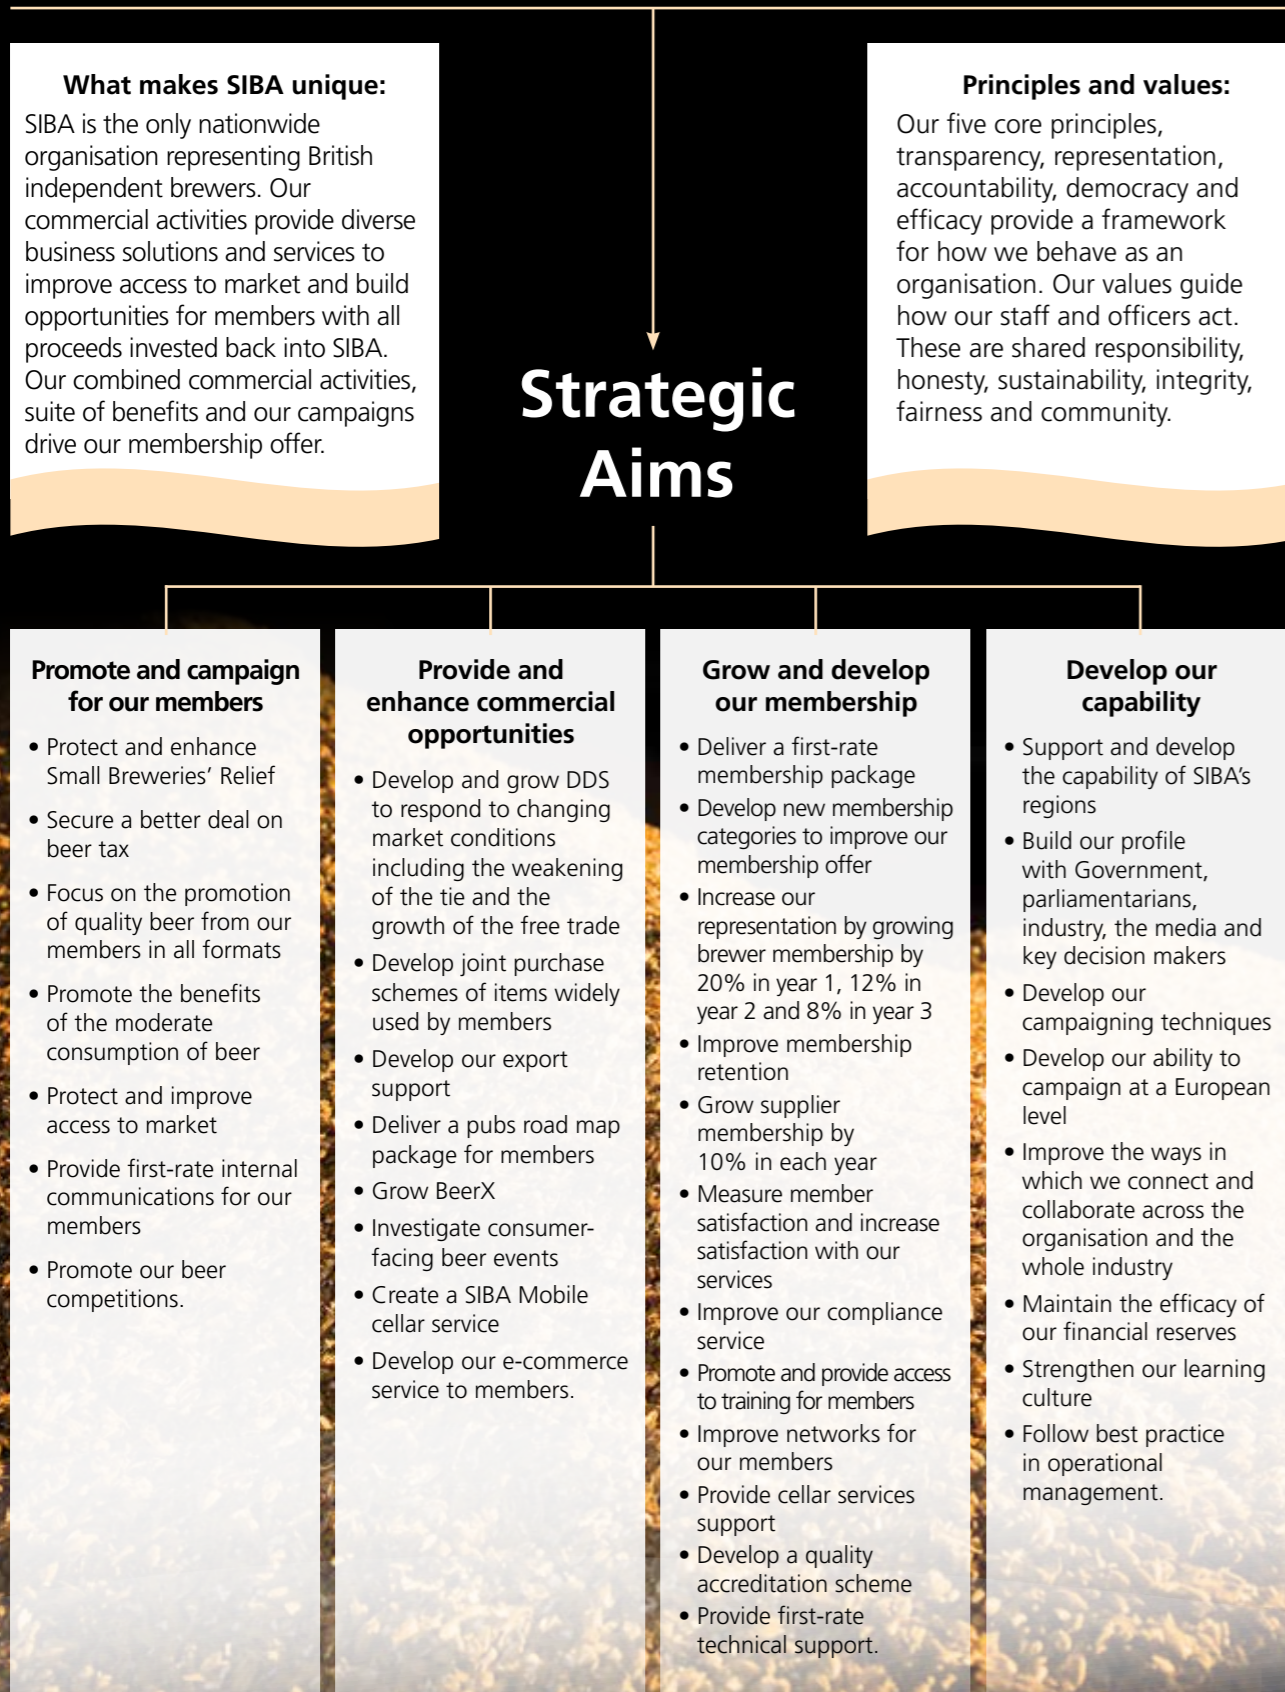 What makes SIBA unique:
SIBA is the only nationwide
organisation representing British
independent brewers. Our
commercial activities provide diverse
business solutions and services to
improve access to market and build
opportunities for members with all
proceeds invested back into SIBA.
Our combined commercial activities,
suite of benefits and our campaigns
drive our membership offer.
Strategic
Aims
Principles and values:
Our five core principles,
transparency, representation,
accountability, democracy and
efficacy provide a framework
for how we behave as an
organisation. Our values guide
how our staff and officers act.
These are shared responsibility,
honesty, sustainability, integrity,
fairness and community.
Promote and campaign
for our members
• Protect and enhance
Small Breweries’ Relief
• Secure a better deal on
beer tax
• Focus on the promotion
of quality beer from our
members in all formats
• Promote the benefits
of the moderate
consumption of beer
• Protect and improve
access to market
• Provide first-rate internal
communications for our
members
• Promote our beer
competitions.
Provide and
enhance commercial
opportunities
• Develop and grow DDS
to respond to changing
market conditions
including the weakening
of the tie and the
growth of the free trade
• Develop joint purchase
schemes of items widely
used by members
• Develop our export
support
• Deliver a pubs road map
package for members
• Grow BeerX
• Investigate consumer-
facing beer events
• Create a SIBA Mobile
cellar service
• Develop our e-commerce
service to members.
Grow and develop
our membership
• Deliver a first-rate
membership package
• Develop new membership
categories to improve our
membership offer
• Increase our
representation by growing
brewer membership by
20% in year 1, 12% in
year 2 and 8% in year 3
• Improve membership
retention
• Grow supplier
membership by
10% in each year
• Measure member
satisfaction and increase
satisfaction with our
services
• Improve our compliance
service
• Promote and provide access
to training for members
• Improve networks for
our members
• Provide cellar services
support
• Develop a quality
accreditation scheme
• Provide first-rate
technical support.
Develop our
capability
• Support and develop
the capability of SIBA’s
regions
• Build our profile
with Government,
parliamentarians,
industry, the media and
key decision makers
• Develop our
campaigning techniques
• Develop our ability to
campaign at a European
level
• Improve the ways in
which we connect and
collaborate across the
organisation and the
whole industry
• Maintain the efficacy of
our financial reserves
• Strengthen our learning
culture
• Follow best practice
in operational
management.